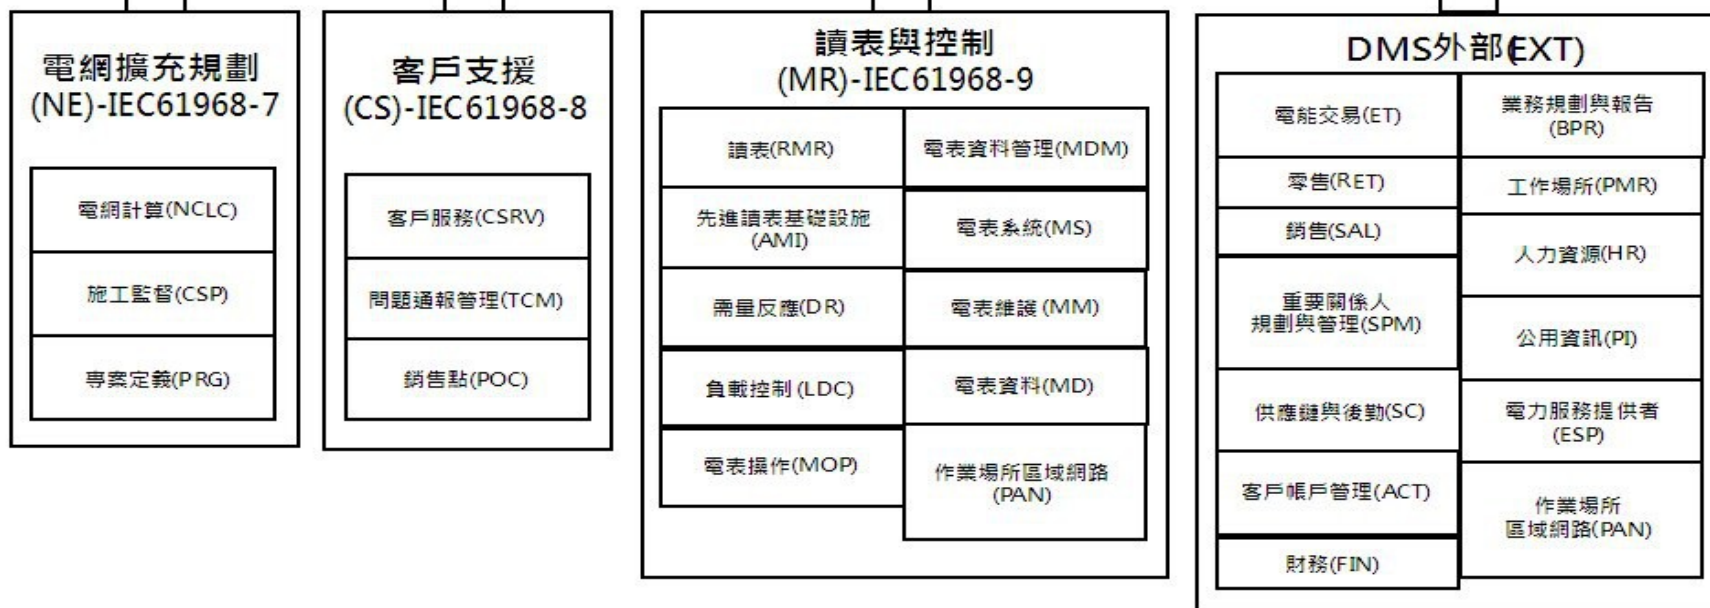 電網擴充規劃
(NE)-IEC61968-7
電網計算(NCLC)
施工監督(CSP)
專案定義(PRG)
客戶支援
(CS)-IEC61968-8
客戶服務(CSRV)
問題通報管理(TCM)
銷售點(POC)
讀表與控制
(MR)-IEC61968-9
讀表(RMR)
先進讀表基礎設施
(AMI)
需量反應(DR)
負載控制(LDC)
電表操作(MOP)
電表資料管理(MDM)
電表系統(MS)
電表維護(MM)
電表資料(MD)
作業場所區域網路
(PAN)
DMS外部(EXT)
電能交易(ET)
零售(RET)
銷售(SAL)
重要關係人
規劃與管理(SPM)
供應鏈與後勤(SC)
客戶帳戶管理(ACT)
財務(FIN)
業務規劃與報告
(BPR)
工作場所(PMR)
人力資源(HR)
公用資訊(PI)
電力服務提供者
(ESP)
作業場所
區域網路(PAN)